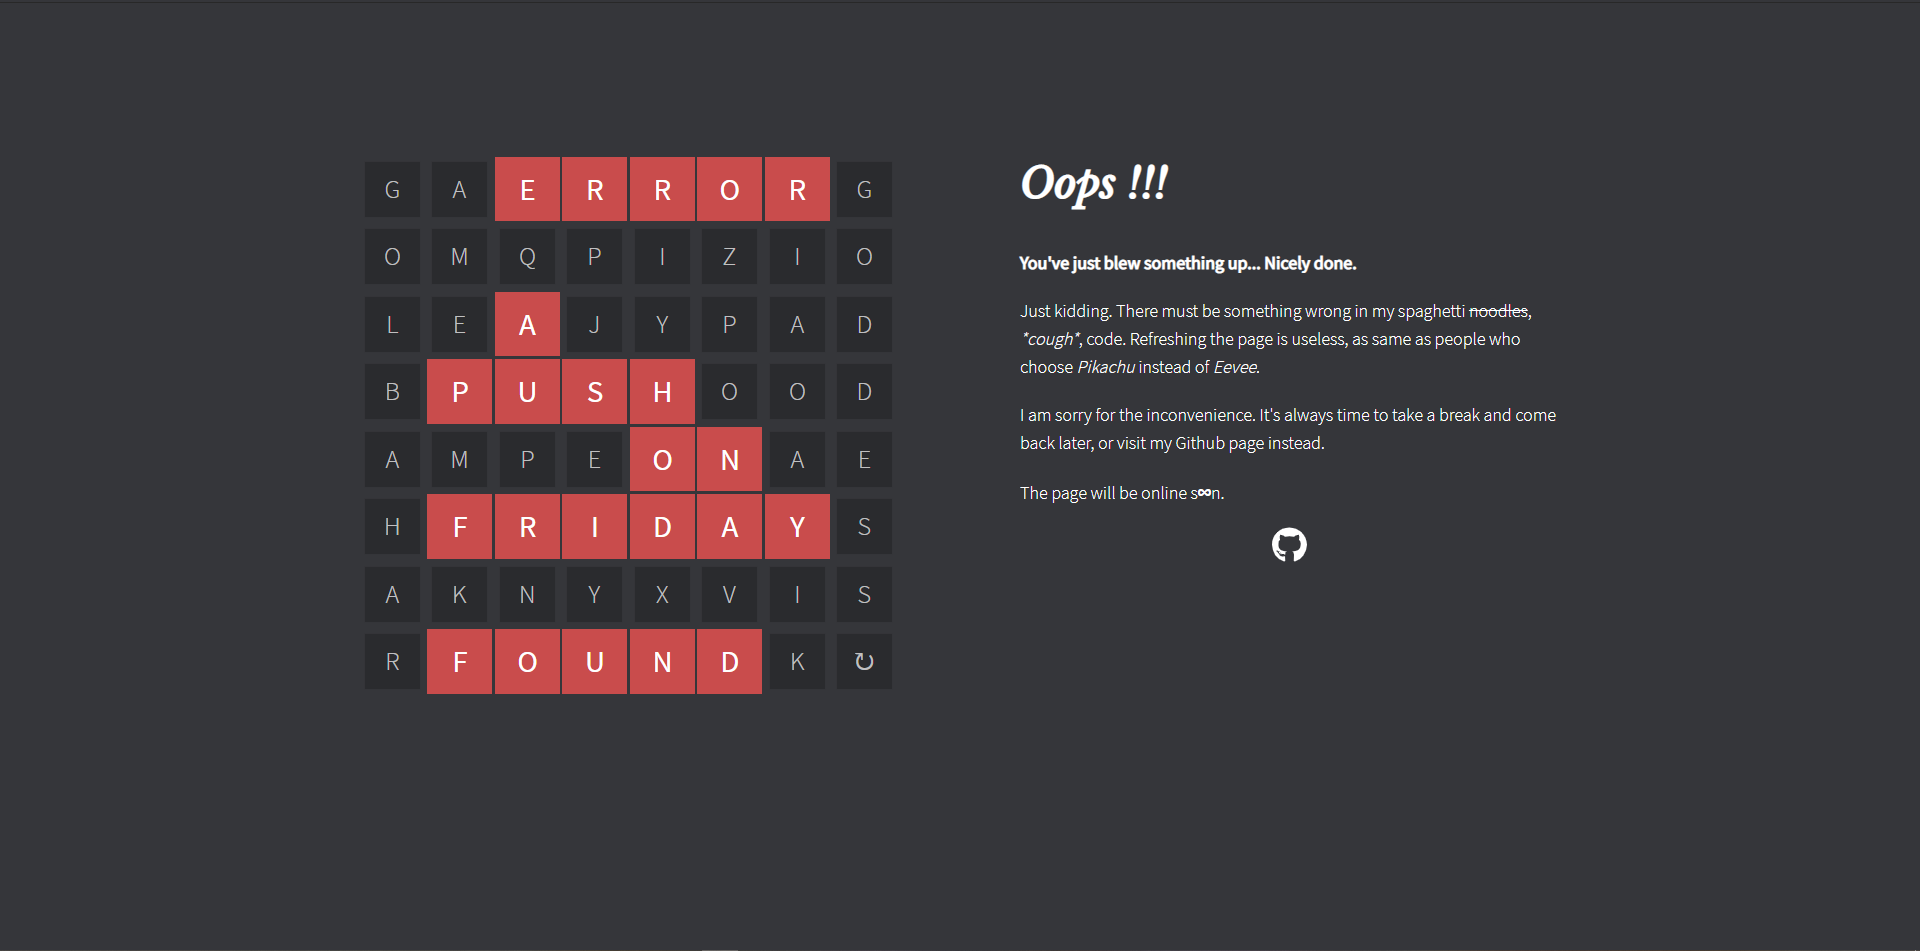 G A E R R O R G
O M Q P I Z I O
L E A J Y P A D
B P U S H O O D
A M P E O N A E
H F R I D A Y S
A K N Y X V I S
R F O U N D K ↻
Oops !!!
You've just blew something up... Nicely done.
Just kidding. There must be something wrong in my spaghetti noodles,
*cough*, code. Refreshing the page is useless, as same as people who
choose Pikachu instead of Eevee.
I am sorry for the inconvenience. It's always time to take a break and come
back later, or visit my Github page instead.
The page will be online s∞n.